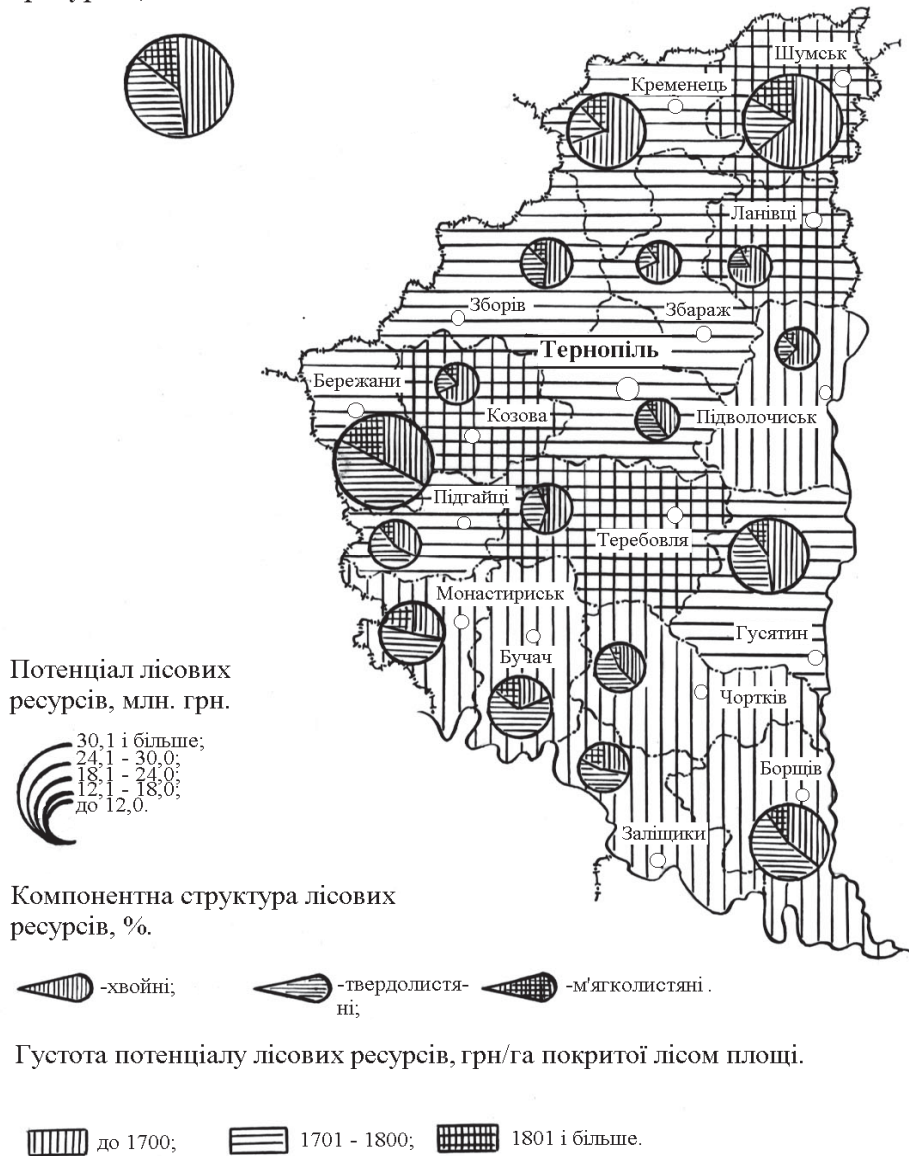 Шумськ
Кременець
Ланівці
Зборів
Збараж
Тернопіль
Бережани
Козова
Підволочиськ
Підгайці
Теребовля
Монастириськ
Гусятин
Бучач
Чортків
Борщів
Заліщики
Потенціал лісових
ресурсів, млн. грн.
30,1 і більше;
24,1 - 30,0;
18,1 - 24,0;
12,1 - 18,0;
до 12,0.
Компонентна структура лісових
ресурсів, %.
-хвойні;
-твердолистя-
ні;
-м'яголистяні .
Густота потенціалу лісових ресурсів, грн/га покритої лісом площі.
до 1700;
1701 - 1800;
1801 і більше.